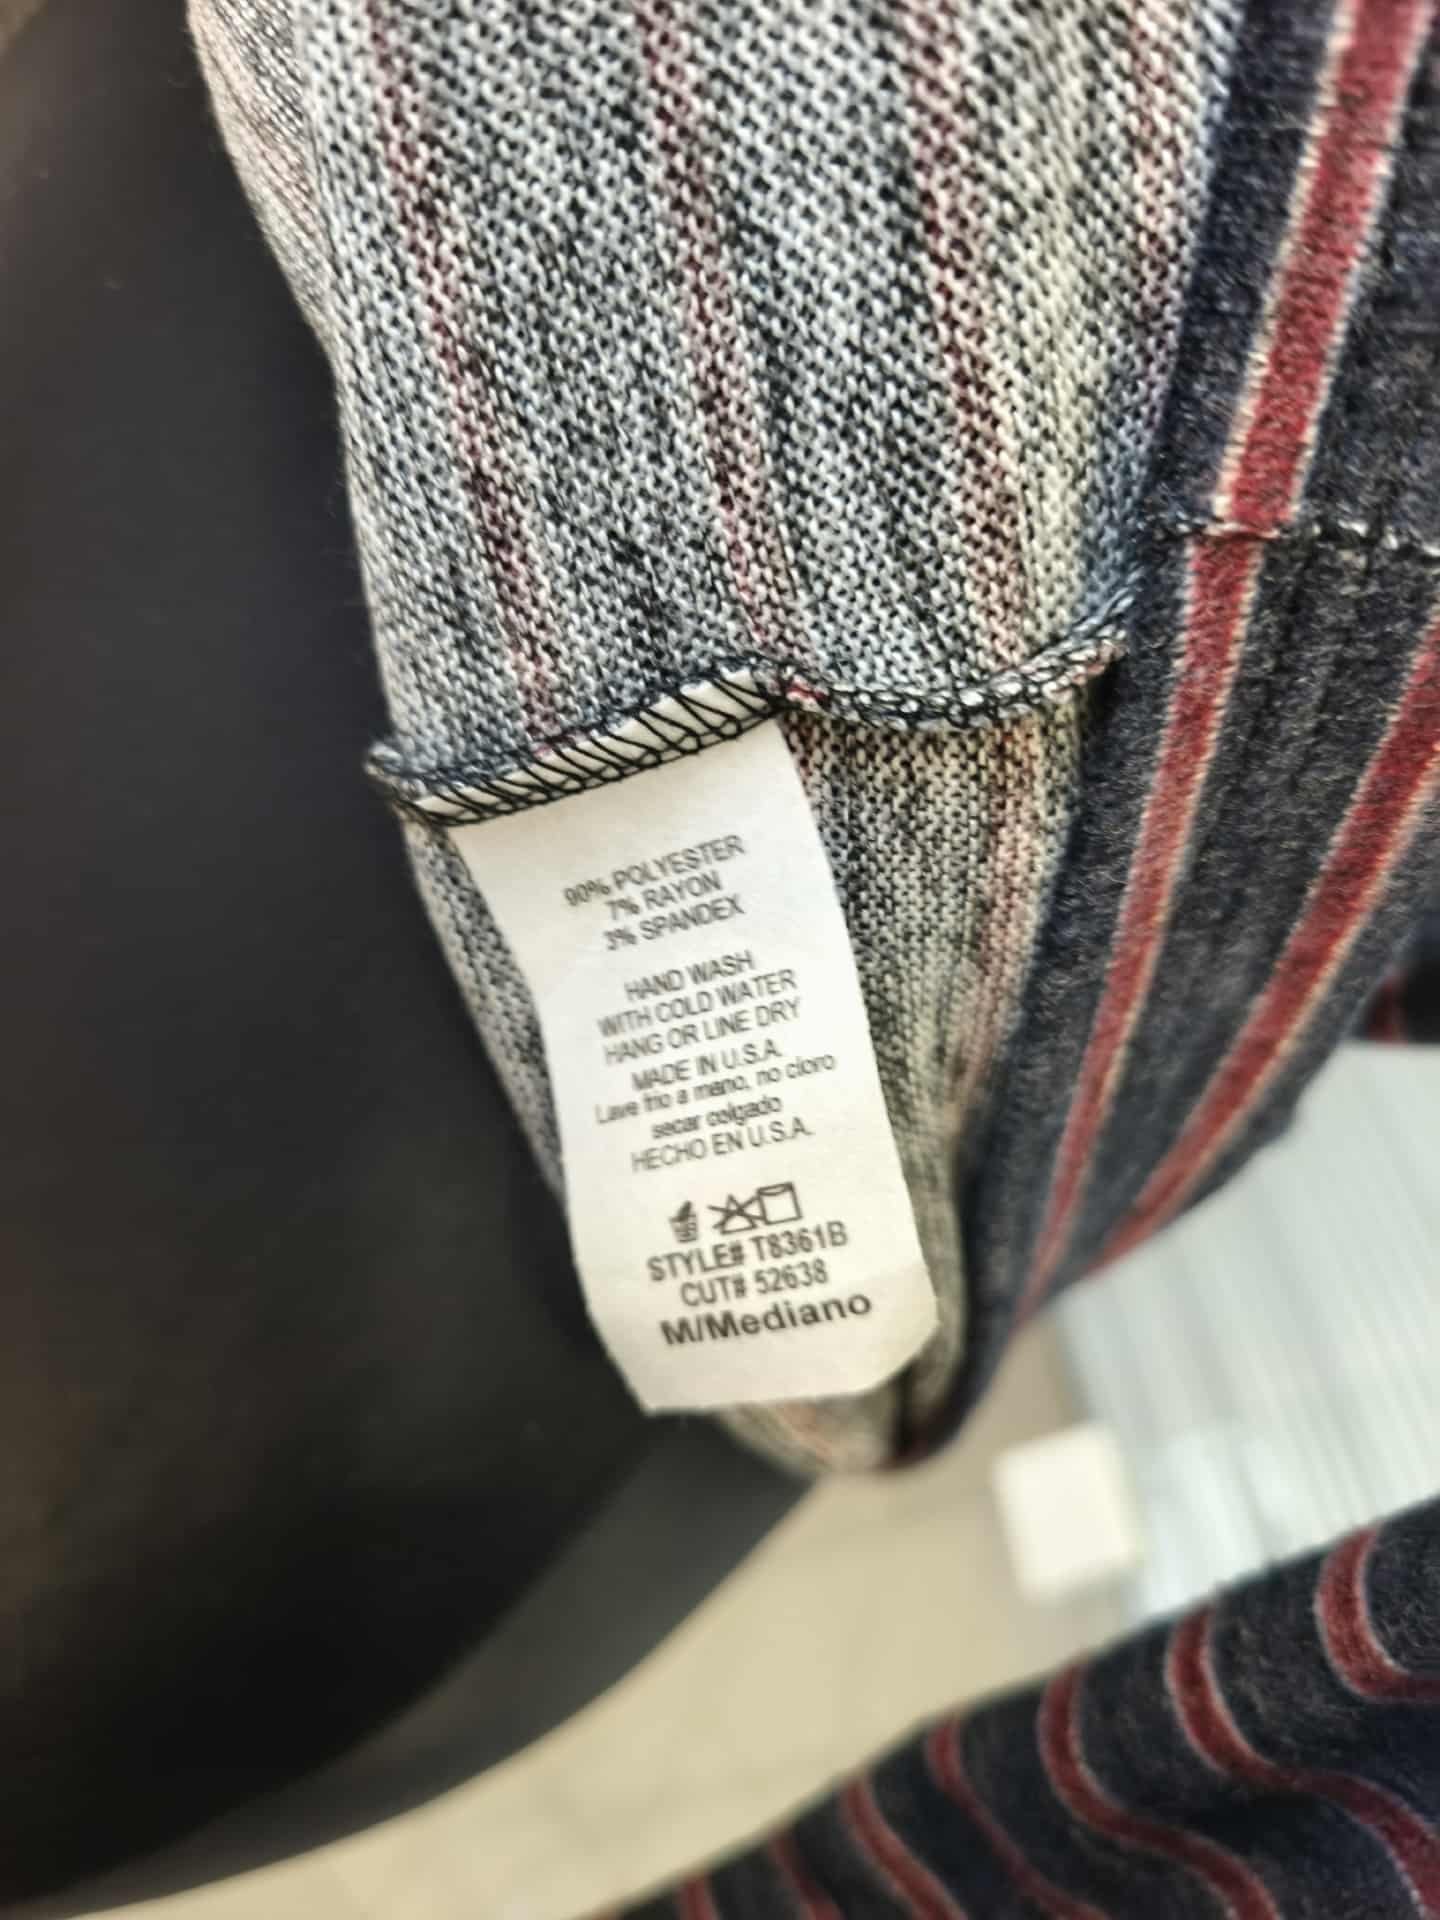 90% POLYESTER
7% RAYON
3% SPANDEX
HAND WASH
WITH COLD WATER
HANG OR LINE DRY
MADE IN U.S.A.
Lave frio a mano, no cloro
secar colgado
HECHO EN U.S.A.
STYLE# T8361B
CUT# 52638
M/Mediano